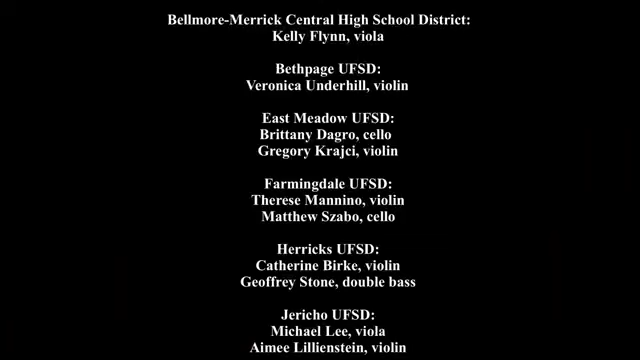 Bellmore-Merrick Central High School District:
Kelly Flynn, viola
Bethpage UFSD:
Veronica Underhill, violin
East Meadow UFSD:
Brittany Dagro, cello
Gregory Krajci, violin
Farmingdale UFSD:
Therese Mannino, violin
Matthew Szabo, cello
Herricks UFSD:
Catherine Birke, violin
Geoffrey Stone, double bass
Jericho UFSD:
Michael Lee, viola
Aimee Lillienstein, violin